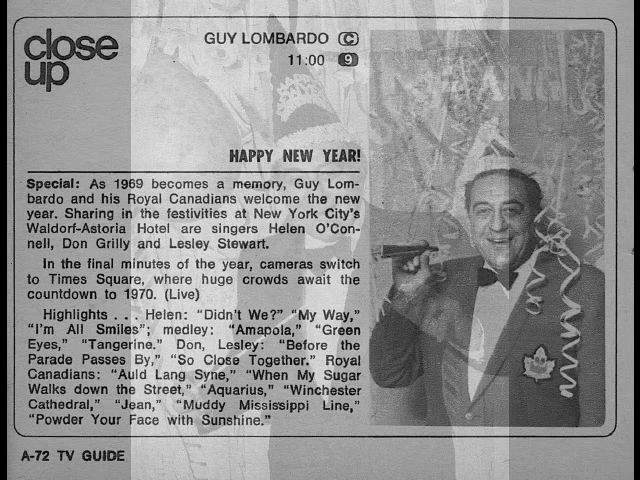 close
up
GUY LOMBARDO C
11:00 9
HAPPY NEW YEAR!
Special: As 1969 becomes a memory, Guy Lom-
bardo and his Royal Canadians welcome the new
year. Sharing in the festivities at New York City's
Waldorf-Astoria Hotel are singers Helen O'Con-
nell, Don Grilly and Lesley Stewart.
In the final minutes of the year, cameras switch
to Times Square, where huge crowds await the
countdown to 1970. (Live)
Highlights . . . Helen: "Didn't We?" "My Way,"
"I'm All Smiles"; medley: "Amapola," "Green
Eyes," "Tangerine." Don, Lesley: "Before the
Parade Passes By," "So Close Together." Royal
Canadians: "Auld Lang Syne," "When My Sugar
Walks down the Street," "Aquarius," "Winchester
Cathedral," "Jean," "Muddy Mississippi Line,"
"Powder Your Face with Sunshine."
A-72 TV GUIDE